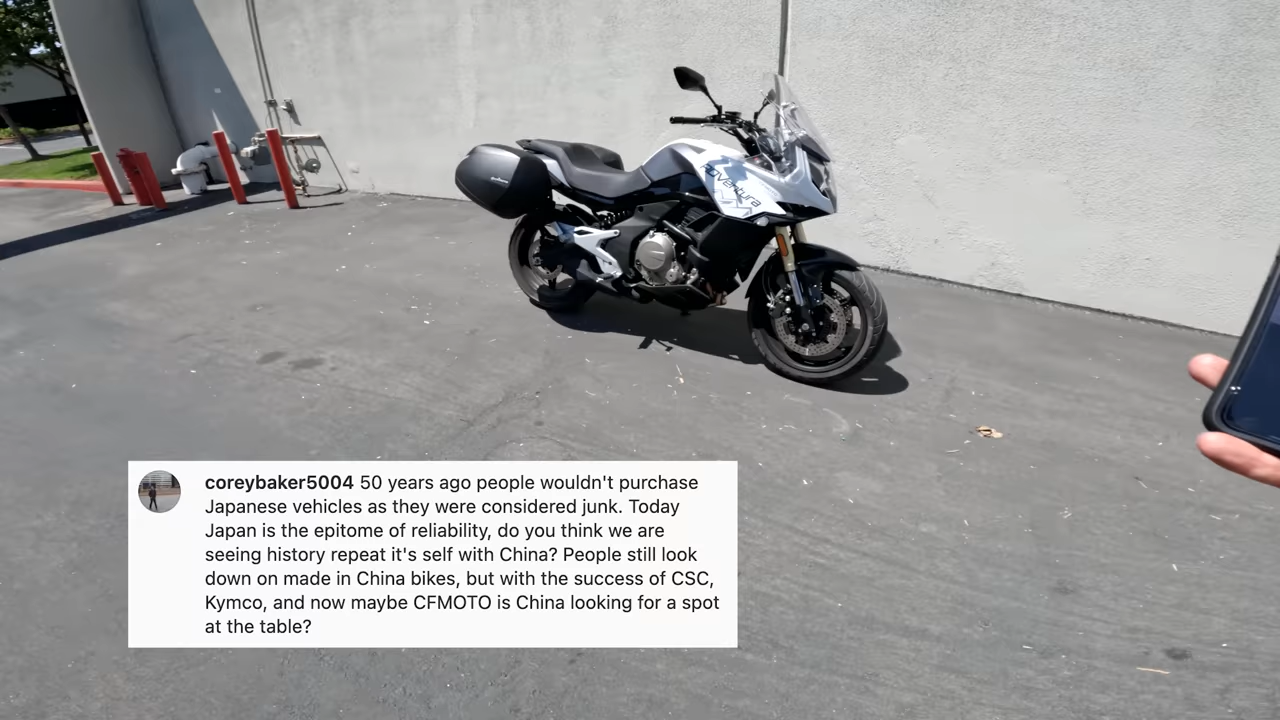 ADVentura
coreybaker5004 50 years ago people wouldn't purchase
Japanese vehicles as they were considered junk. Today
Japan is the epitome of reliability, do you think we are
seeing history repeat it's self with China? People still look
down on made in China bikes, but with the success of CSC,
Kymco, and now maybe CFMOTO is China looking for a spot
at the table?